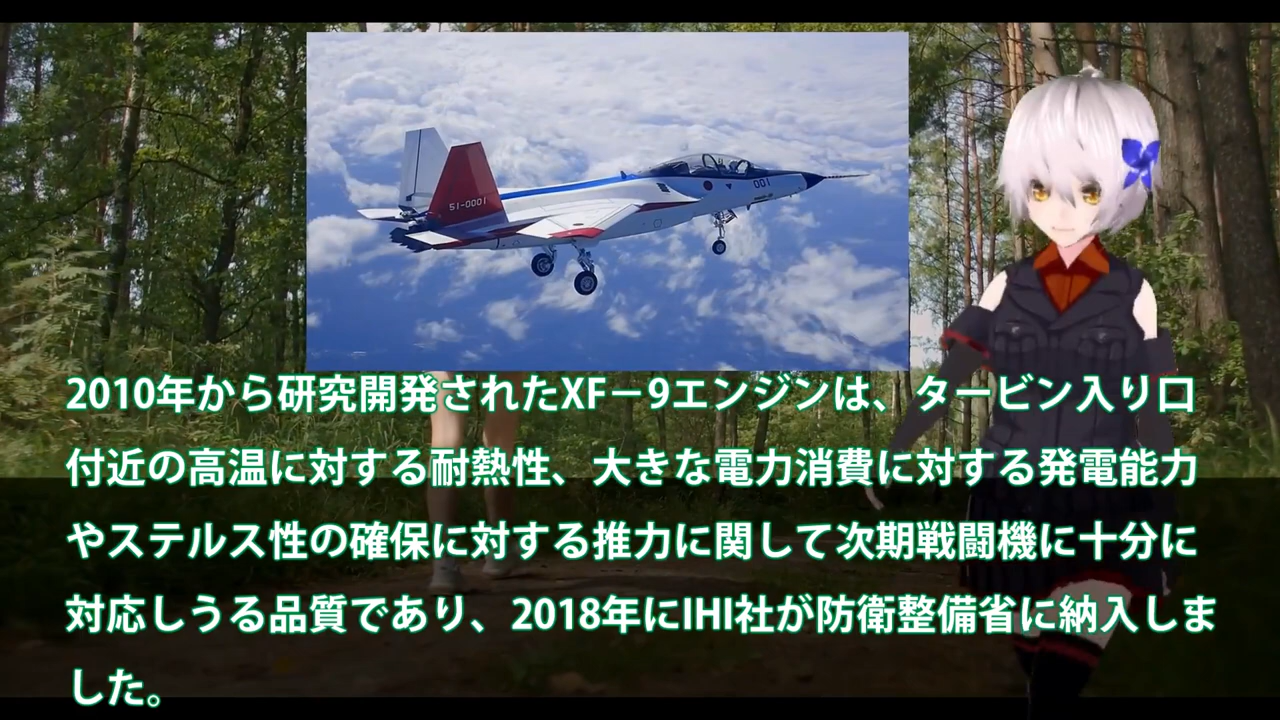 001
51-0001
2010年から研究開発されたXF－9エンジンは、タービン入り口
付近の高温に対する耐熱性、大きな電力消費に対する発電能力
やステルス性の確保に対する推力に関して次期戦闘機に十分に
対応しうる品質であり、2018年にIHI社が防衛整備省に納入しま
した。